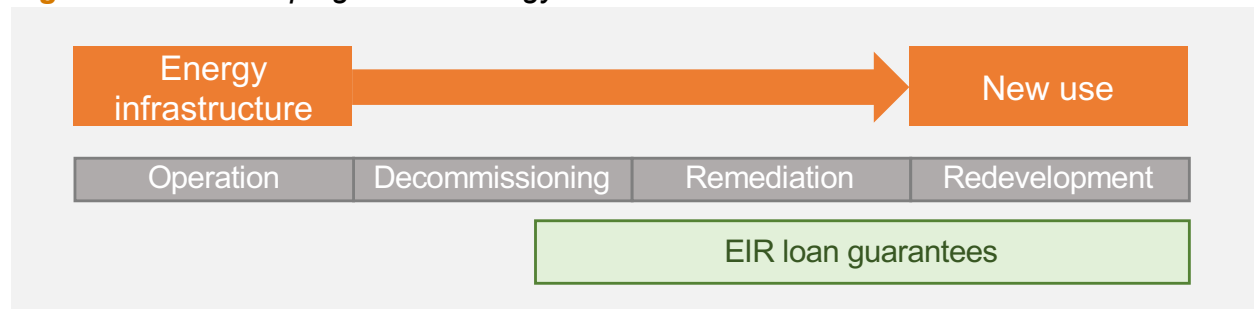 Energy
infrastructure
New use
Operation
Decommissioning
Remediation
Redevelopment
EIR loan guarantees